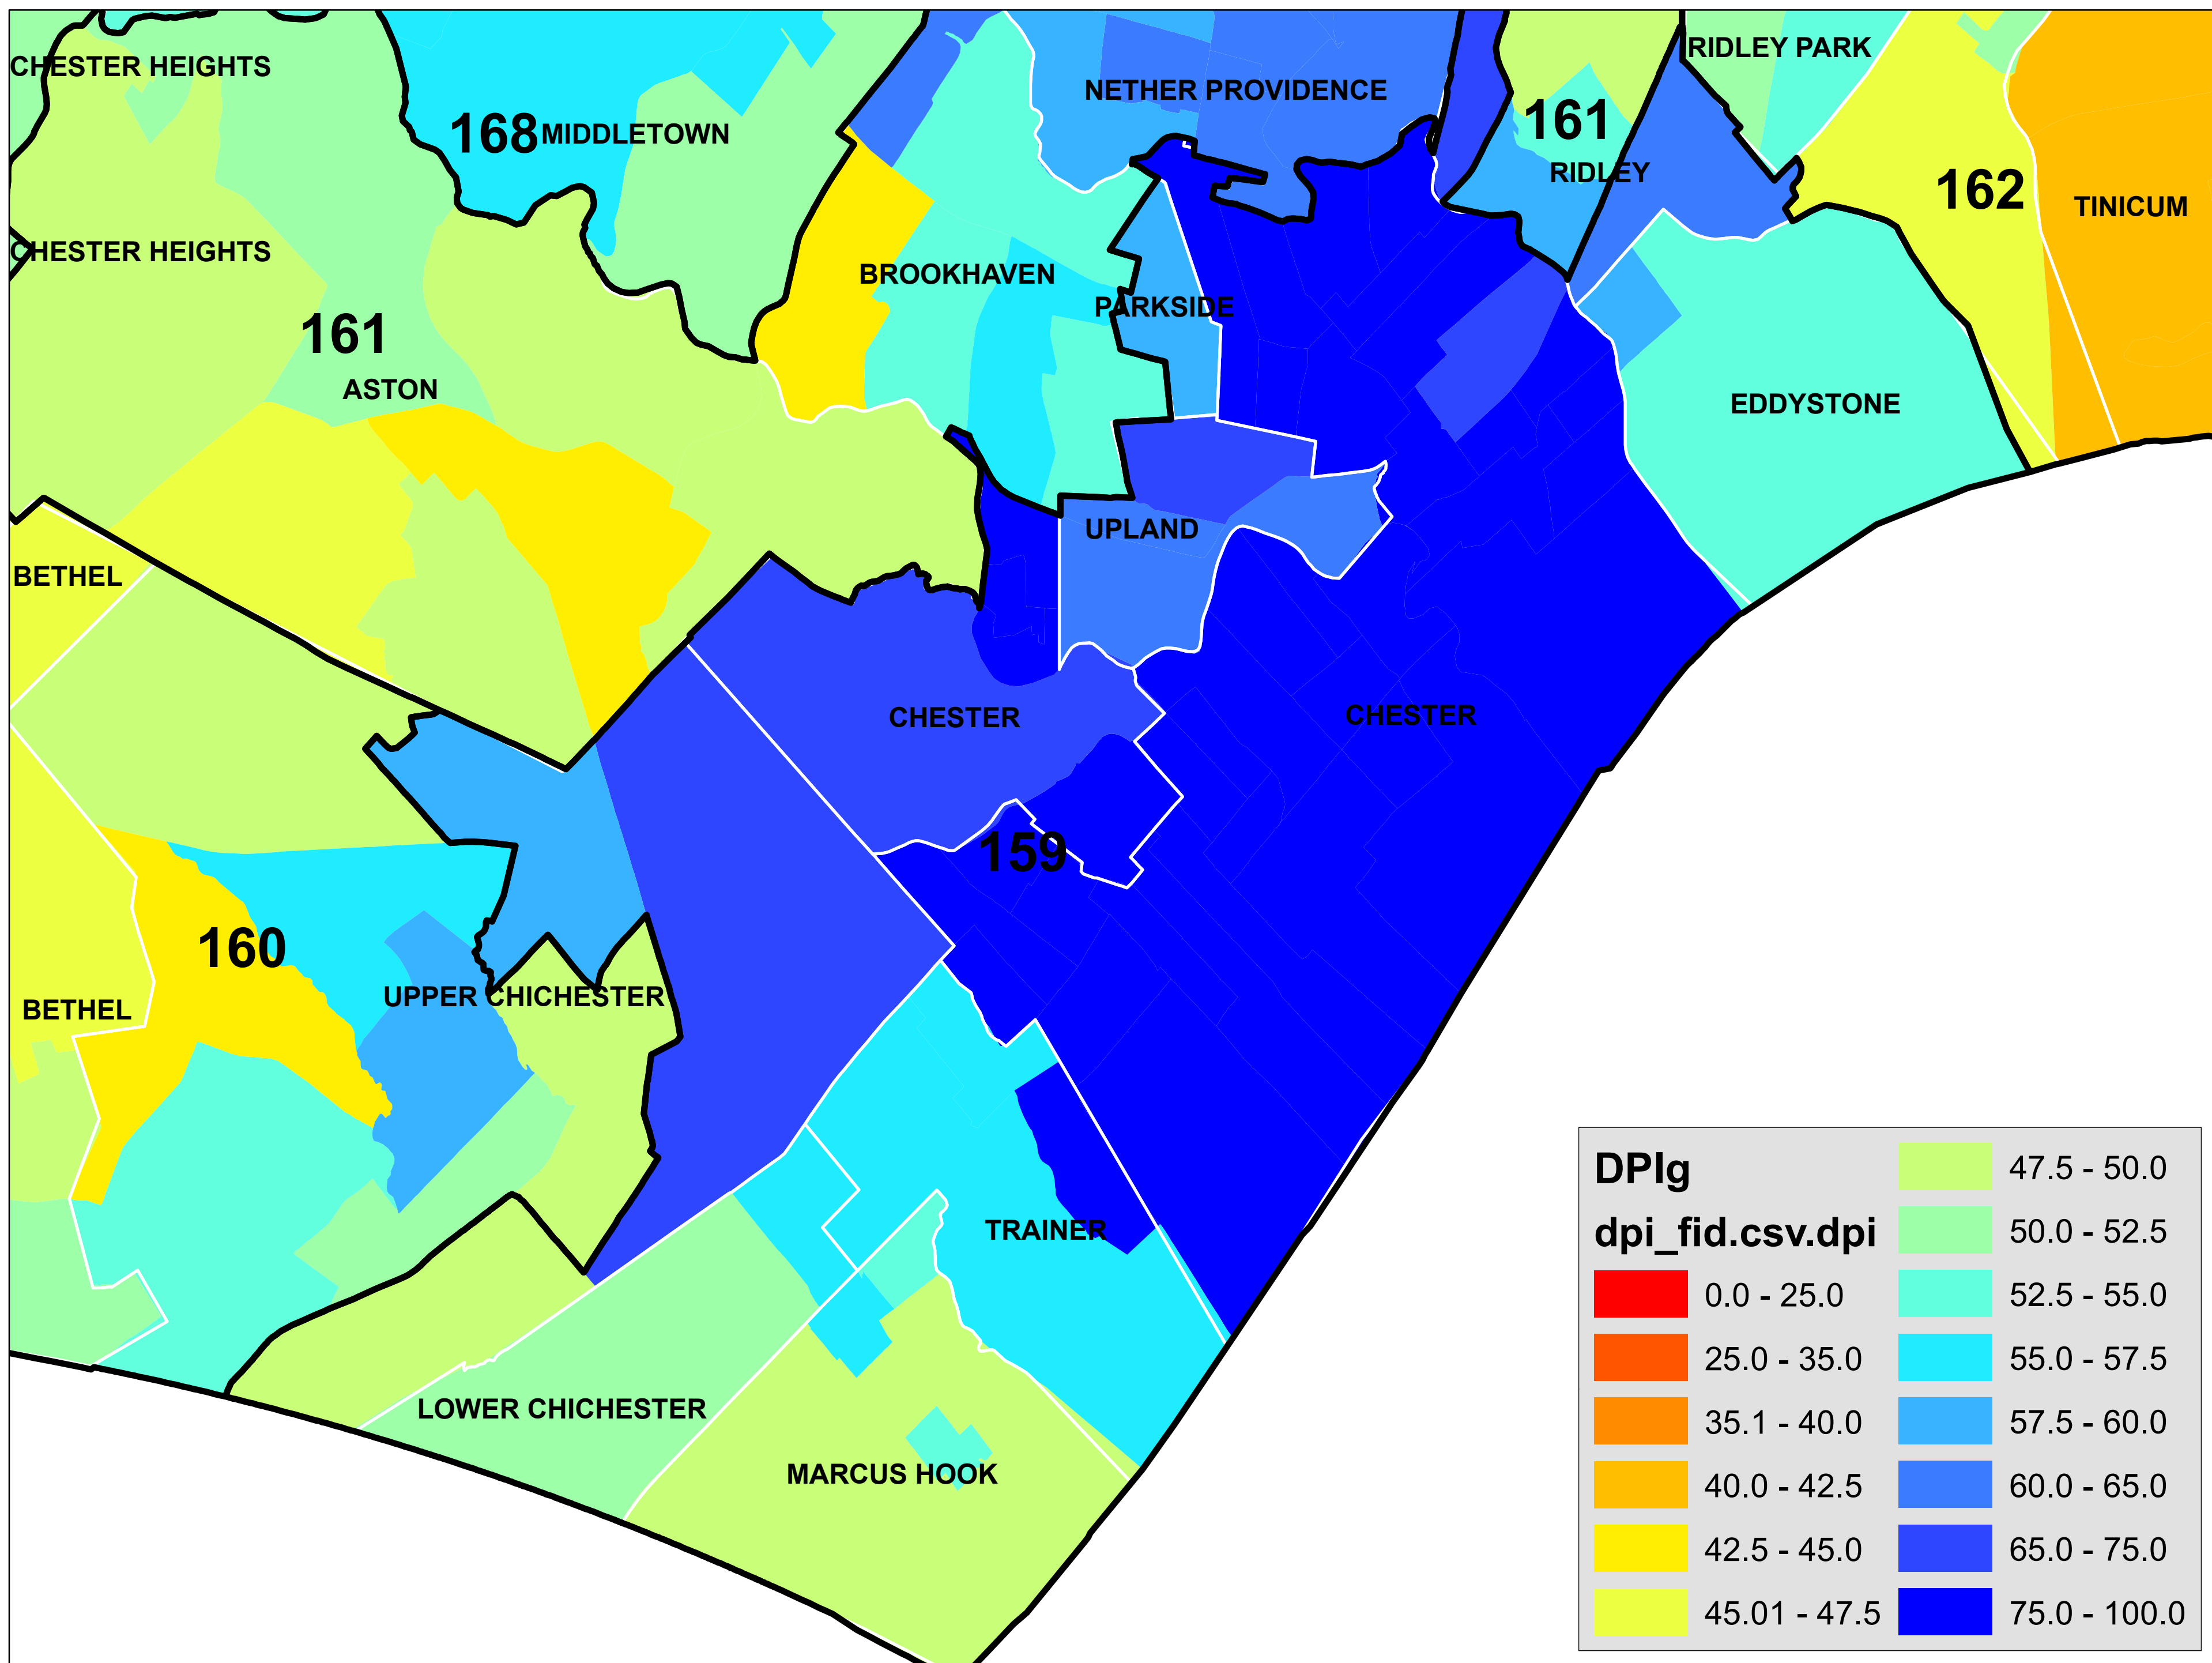 CHESTER HEIGHTS
168 MIDDLETOWN
NETHER PROVIDENCE
161
RIDLEY
RIDLEY PARK
162
TINICUM
CHESTER HEIGHTS
161
ASTON
BROOKHAVEN
PARKSIDE
EDDYSTONE
BETHEL
UPLAND
CHESTER
CHESTER
159
160
BETHEL
UPPER CHICHESTER
TRAINER
LOWER CHICHESTER
MARCUS HOOK
DPIg
dpi_fid.csv.dpi
0.0 - 25.0
25.0 - 35.0
35.1 - 40.0
40.0 - 42.5
42.5 - 45.0
45.01 - 47.5
47.5 - 50.0
50.0 - 52.5
52.5 - 55.0
55.0 - 57.5
57.5 - 60.0
60.0 - 65.0
65.0 - 75.0
75.0 - 100.0